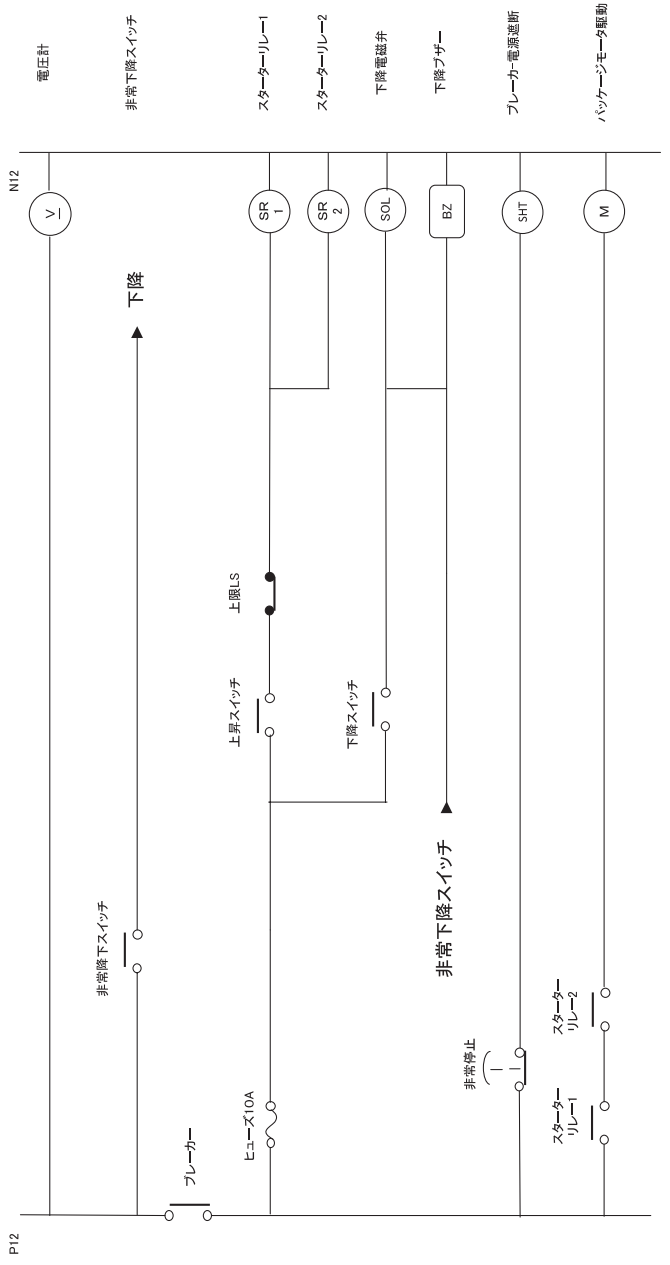 P12
N12
電圧計
V
非常降下スイッチ
下降
非常下降スイッチ
ブレーカー
ヒューズ10A
上昇スイッチ
上限LS
SR
1
スターターリレー1
SR
2
スターターリレー2
下降スイッチ
SOL
下降電磁弁
非常下降スイッチ
BZ
下降ブザー
非常停止
SHT
ブレーカー電源遮断
スターター
リレー1
スターター
リレー2
M
パッケージモータ駆動